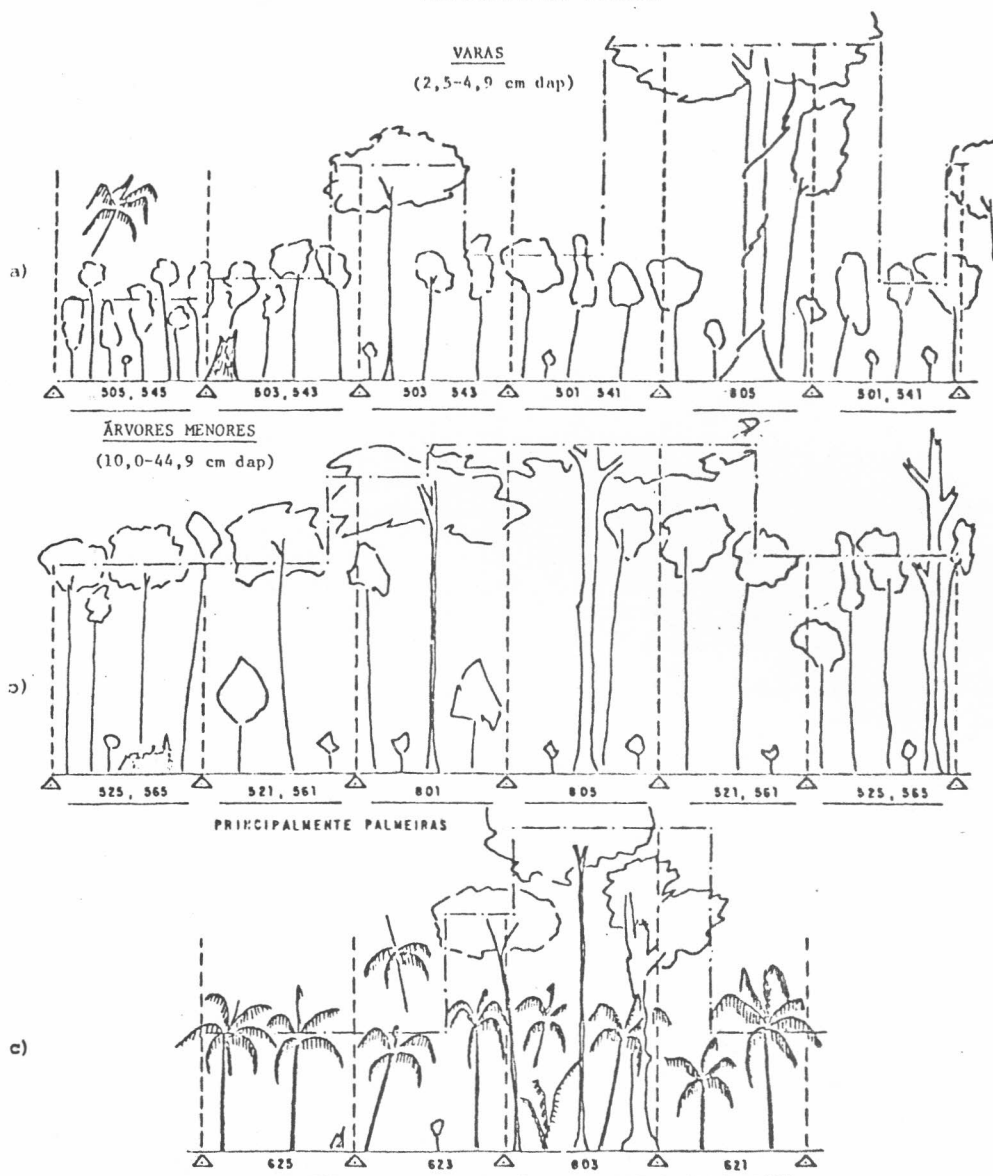 VARAS
(2,5-4,9 cm dap)
a)
505, 545 503, 543 503 543 501 541 805 501, 541
ÁRVORES MENORES
(10,0-44,9 cm dap)
b)
525, 565 521, 561 801 805 521, 561 525, 565
PRINCIPALMENTE PALMEIRAS
c)
625 623 803 621